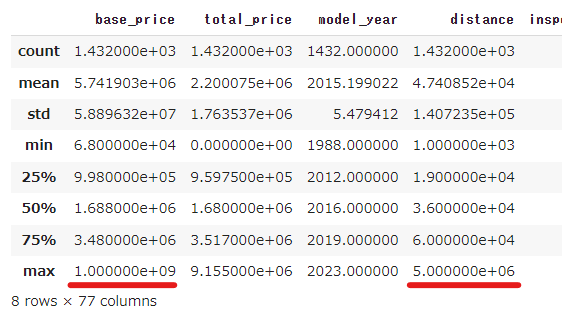 base_price total_price model_year distance inspe
count 1.432000e+03 1.432000e+03 1432.000000 1.432000e+03
mean 5.741903e+06 2.200075e+06 2015.199022 4.740852e+04
std 5.889632e+07 1.763537e+06 5.479412 1.407235e+05
min 6.800000e+04 0.000000e+00 1988.000000 1.000000e+03
25% 9.980000e+05 9.597500e+05 2012.000000 1.900000e+04
50% 1.688000e+06 1.680000e+06 2016.000000 3.600000e+04
75% 3.480000e+06 3.517000e+06 2019.000000 6.000000e+04
max 1.000000e+09 9.155000e+06 2023.000000 5.000000e+06
8 rows × 77 columns